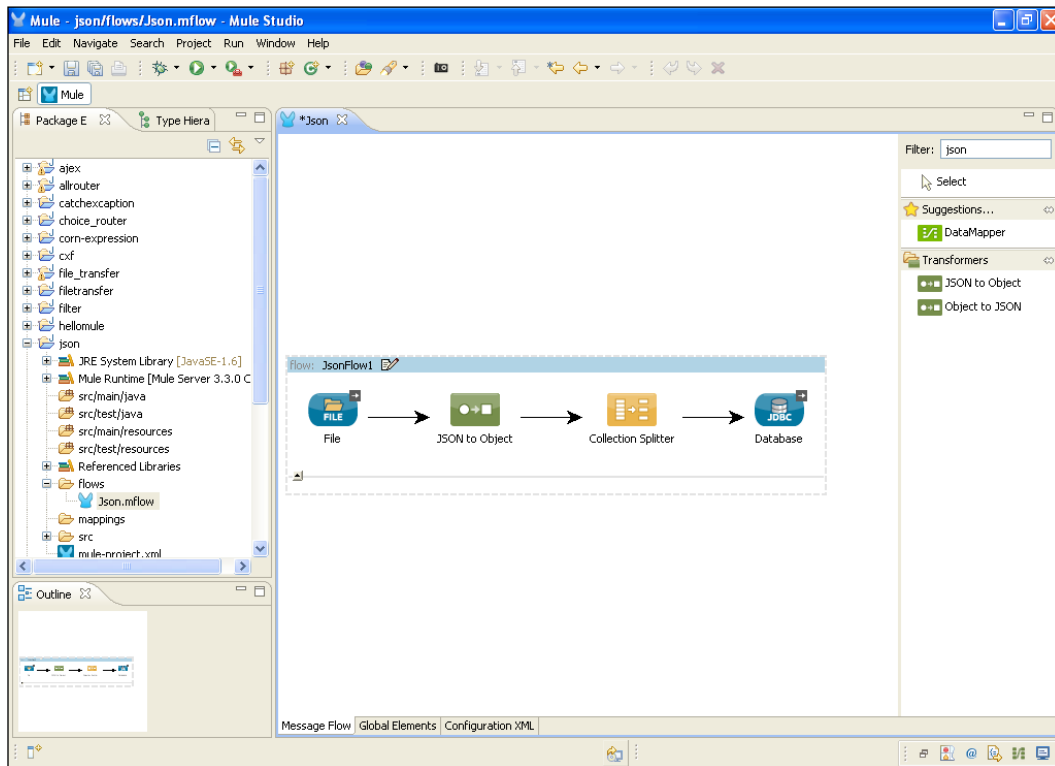 Mule - json/flows/Json.mflow - Mule Studio
File Edit Navigate Search Project Run Window Help
Mule
Package E Type Hiera
ajex
allrouter
catchexcaption
choice_router
corn-expression
cxf
file_transfer
filetransfer
filter
hellomule
json
JRE System Library [JavaSE-1.6]
Mule Runtime [Mule Server 3.3.0 C
src/main/java
src/test/java
src/main/resources
src/test/resources
Referenced Libraries
flows
Json.mflow
mappings
src
mule-project.xml
Outline
*Json
flow: JsonFlow1
FILE
JDBC
File
JSON to Object
Collection Splitter
Database
Message Flow Global Elements Configuration XML
Filter: json
Select
Suggestions...
DataMapper
Transformers
JSON to Object
Object to JSON